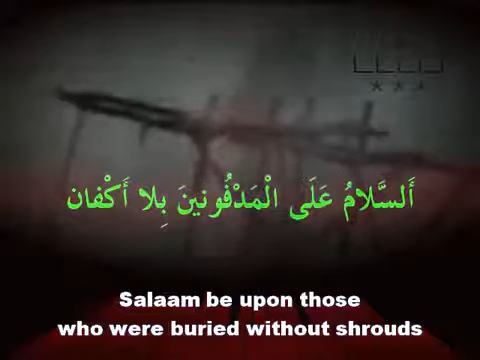 أَلسَّلامُ عَلَى الْمَدْفُونينَ بِلا أَكْفان
Salaam be upon those
who were buried without shrouds